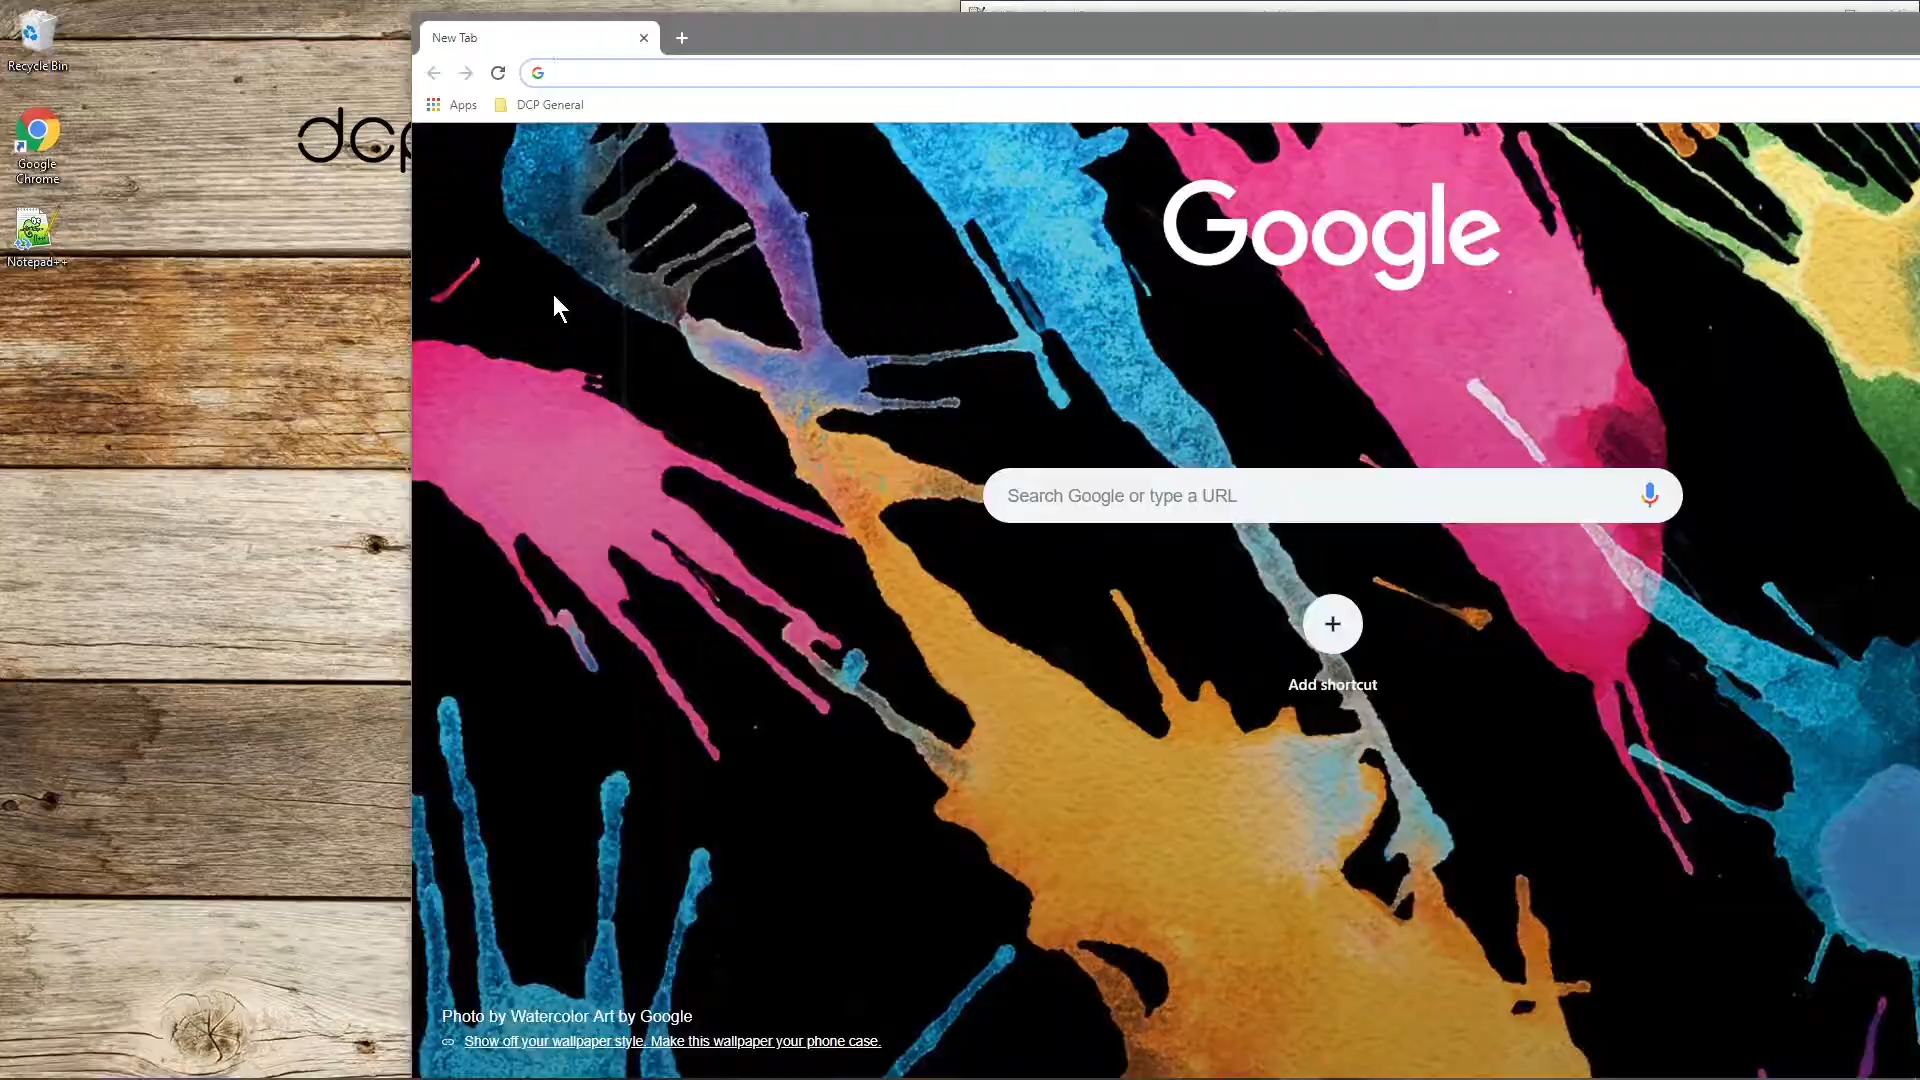 Recycle Bin
Google
Chrome
Notepad++
dcp
New Tab
Apps
DCP General
Google
Search Google or type a URL
Add shortcut
Photo by Watercolor Art by Google
Show off your wallpaper style. Make this wallpaper your phone case.